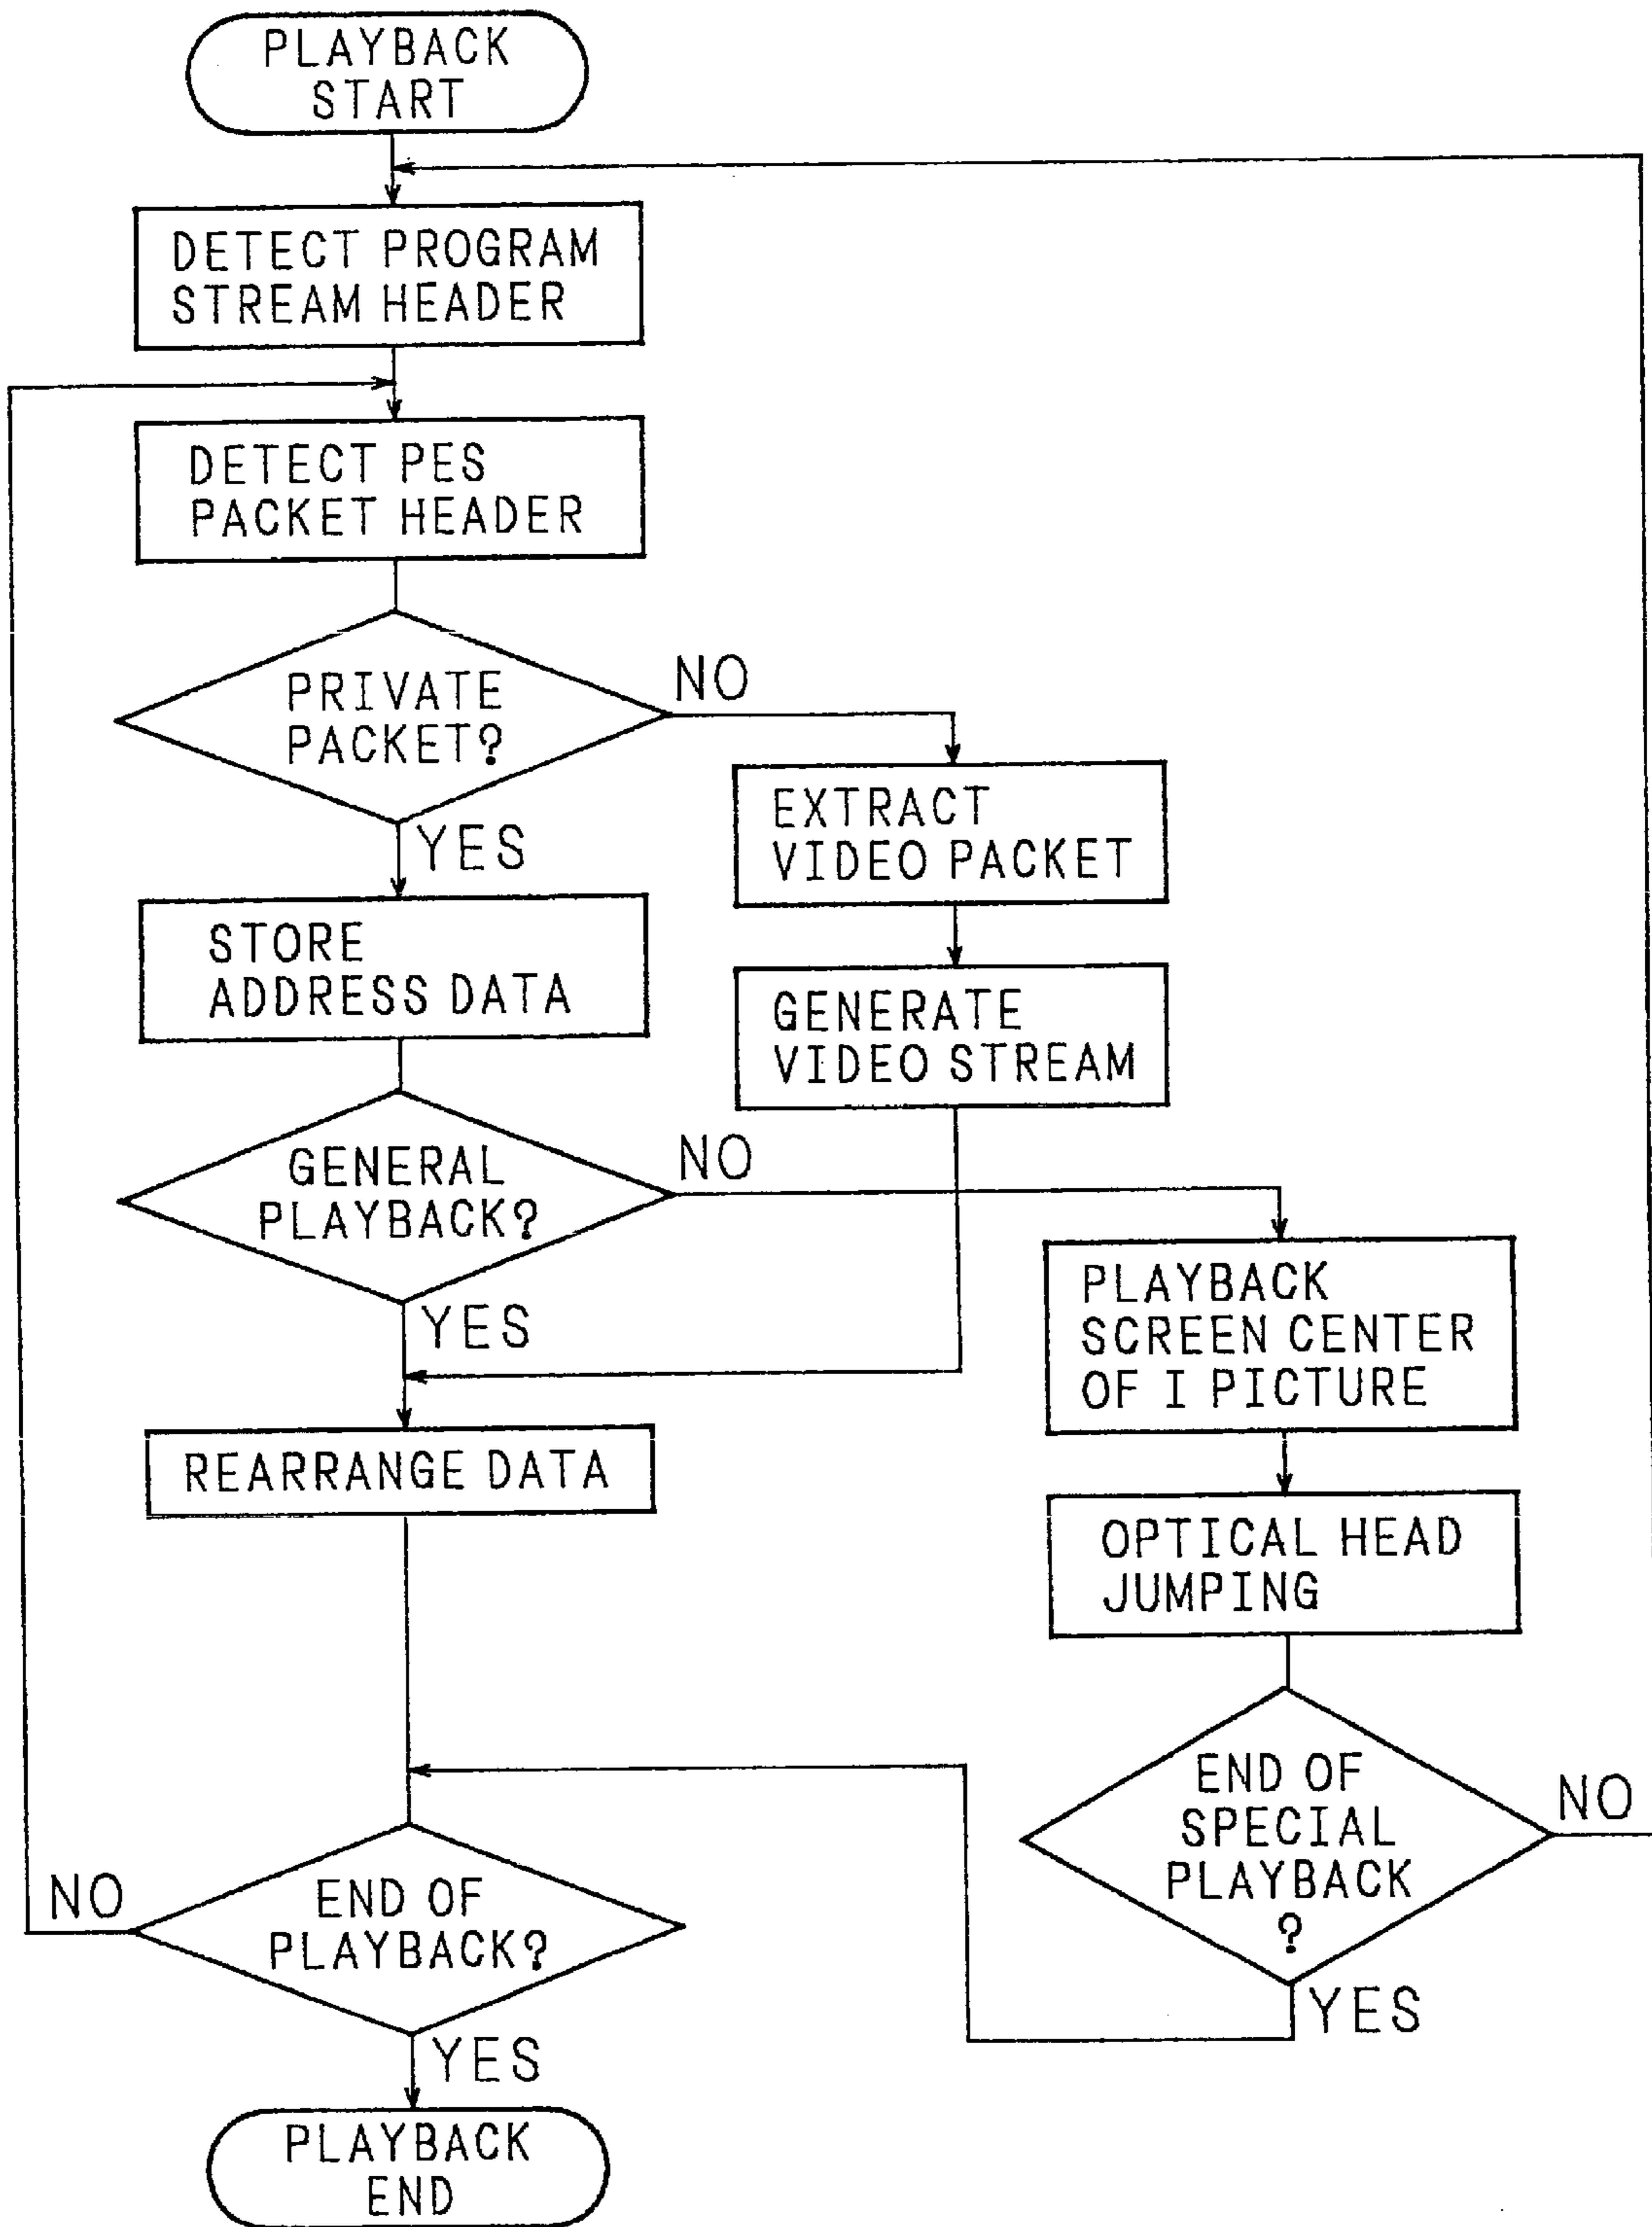 PLAYBACK
START
DETECT PROGRAM
STREAM HEADER
DETECT PES
PACKET HEADER
PRIVATE
PACKET?
NO
YES
EXTRACT
VIDEO PACKET
STORE
ADDRESS DATA
GENERATE
VIDEO STREAM
GENERAL
PLAYBACK?
NO
YES
PLAYBACK
SCREEN CENTER
OF I PICTURE
REARRANGE DATA
OPTICAL HEAD
JUMPING
END OF
SPECIAL
PLAYBACK
?
NO
YES
END OF
PLAYBACK?
NO
YES
PLAYBACK
END